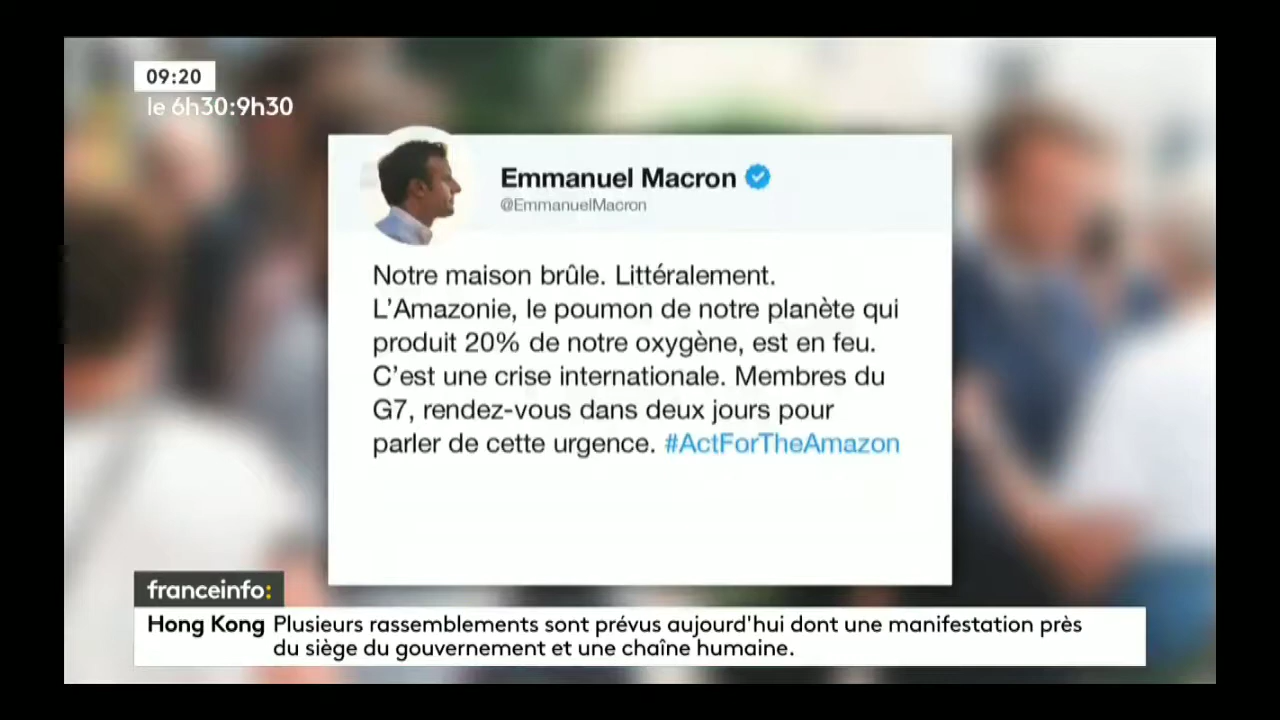 09:20
le 6h30:9h30
Emmanuel Macron
@EmmanuelMacron
Notre maison brûle. Littéralement.
L'Amazonie, le poumon de notre planète qui
produit 20% de notre oxygène, est en feu.
C'est une crise internationale. Membres du
G7, rendez-vous dans deux jours pour
parler de cette urgence. #ActForTheAmazon
franceinfo:
Hong Kong Plusieurs rassemblements sont prévus aujourd'hui dont une manifestation près
du siège du gouvernement et une chaîne humaine.